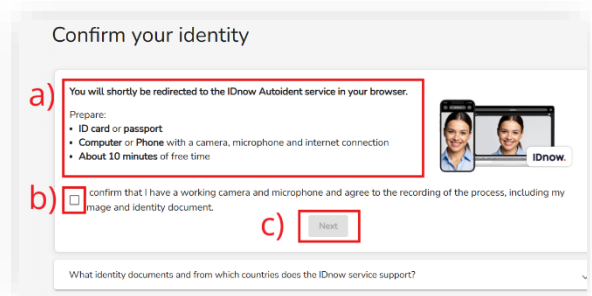 Confirm your identity
a)
You will shortly be redirected to the IDnow Autoident service in your browser.
Prepare:
• ID card or passport
• Computer or Phone with a camera, microphone and internet connection
• About 10 minutes of free time
IDnow.
b)
confirm that I have a working camera and microphone and agree to the recording of the process, including my
mage and identity document.
c)
Next
What identity documents and from which countries does the IDnow service support?